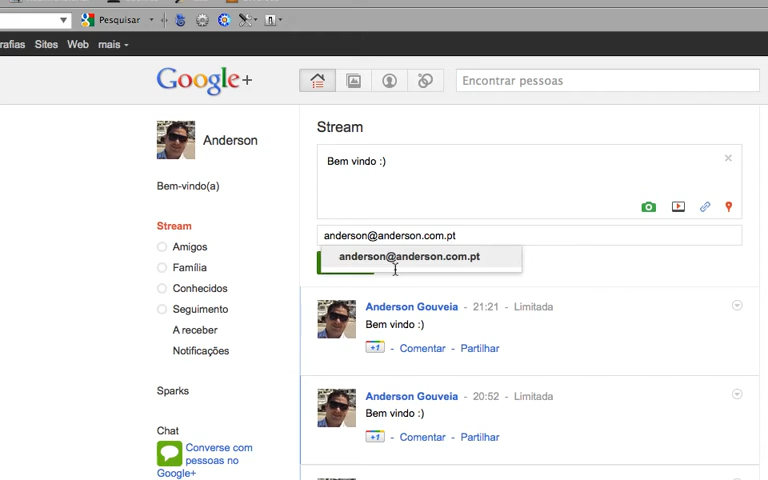 Pesquisar
rafias Sites Web mais
Google+ Encontrar pessoas
Anderson
Bem-vindo(a)
Stream
Amigos
Família
Conhecidos
Seguimento
A receber
Notificações
Sparks
Chat
Converse com
pessoas no
Google+
Stream
Bem vindo :)
anderson@anderson.com.pt
anderson@anderson.com.pt
Anderson Gouveia - 21:21 - Limitada
Bem vindo :)
+1 - Comentar - Partilhar
Anderson Gouveia - 20:52 - Limitada
Bem vindo :)
+1 - Comentar - Partilhar